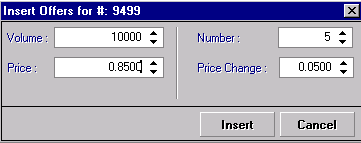 Insert Offers for #: 9499
Volume : 10000 Number : 5
Price : 0.8500 Price Change : 0.0500
Insert Cancel